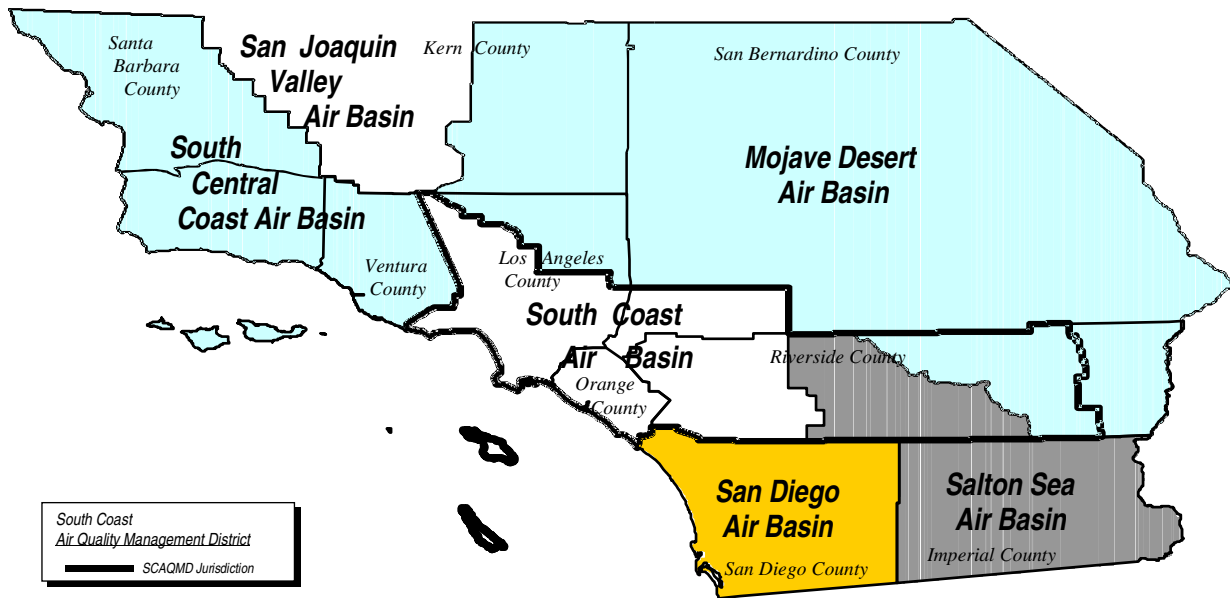 Santa
Barbara
County
San Joaquin
Valley
Air Basin
Kern County
San Bernardino County
South
Central
Coast Air Basin
Mojave Desert
Air Basin
Ventura
County
Los Angeles
County
South Coast
Air Basin
Riverside County
Orange
County
San Diego
Air Basin
San Diego County
Salton Sea
Air Basin
Imperial County
South Coast
Air Quality Management District
SCAQMD Jurisdiction